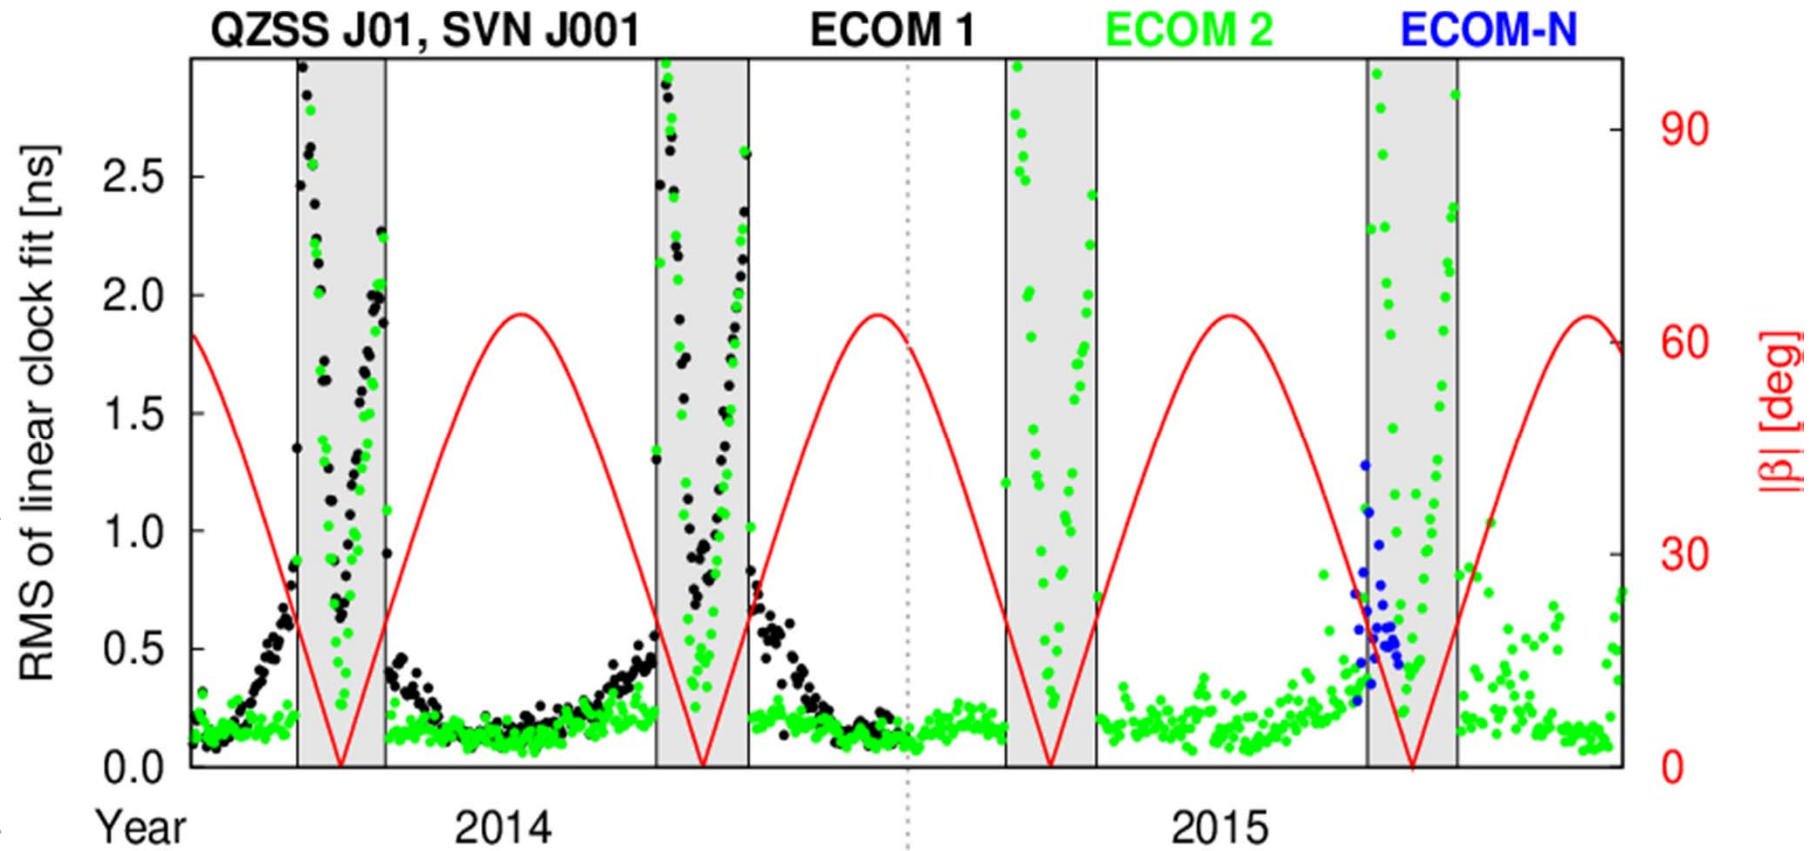 QZSS J01, SVN J001 ECOM 1 ECOM 2 ECOM-N
RMS of linear clock fit [ns]
2.5
2.0
1.5
1.0
0.5
0.0
90
60
30
0
|β| [deg]
Year 2014 2015